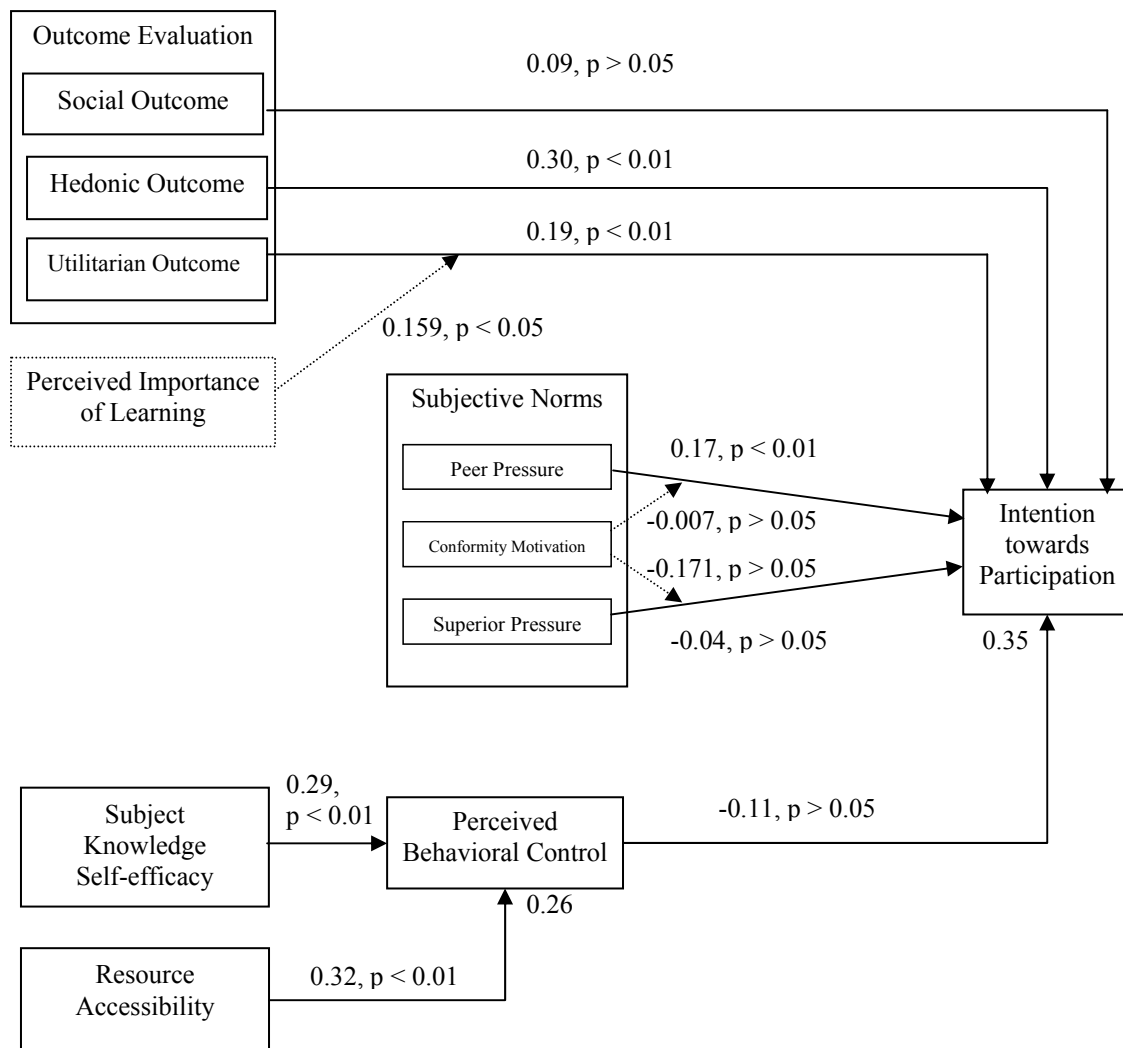 Outcome Evaluation
Social Outcome
0.09, p > 0.05
Hedonic Outcome
0.30, p < 0.01
Utilitarian Outcome
0.19, p < 0.01
0.159, p < 0.05
Perceived Importance
of Learning
Subjective Norms
Peer Pressure
0.17, p < 0.01
Conformity Motivation
-0.007, p > 0.05
-0.171, p > 0.05
Superior Pressure
-0.04, p > 0.05
Intention
towards
Participation
0.35
Subject
Knowledge
Self-efficacy
0.29,
p < 0.01
Perceived
Behavioral Control
-0.11, p > 0.05
0.26
Resource
Accessibility
0.32, p < 0.01